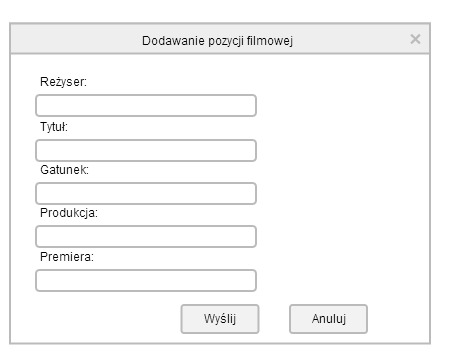 Dodawanie pozycji filmowej
Reżyser:
Tytuł:
Gatunek:
Produkcja:
Premiera:
Wyślij Anuluj